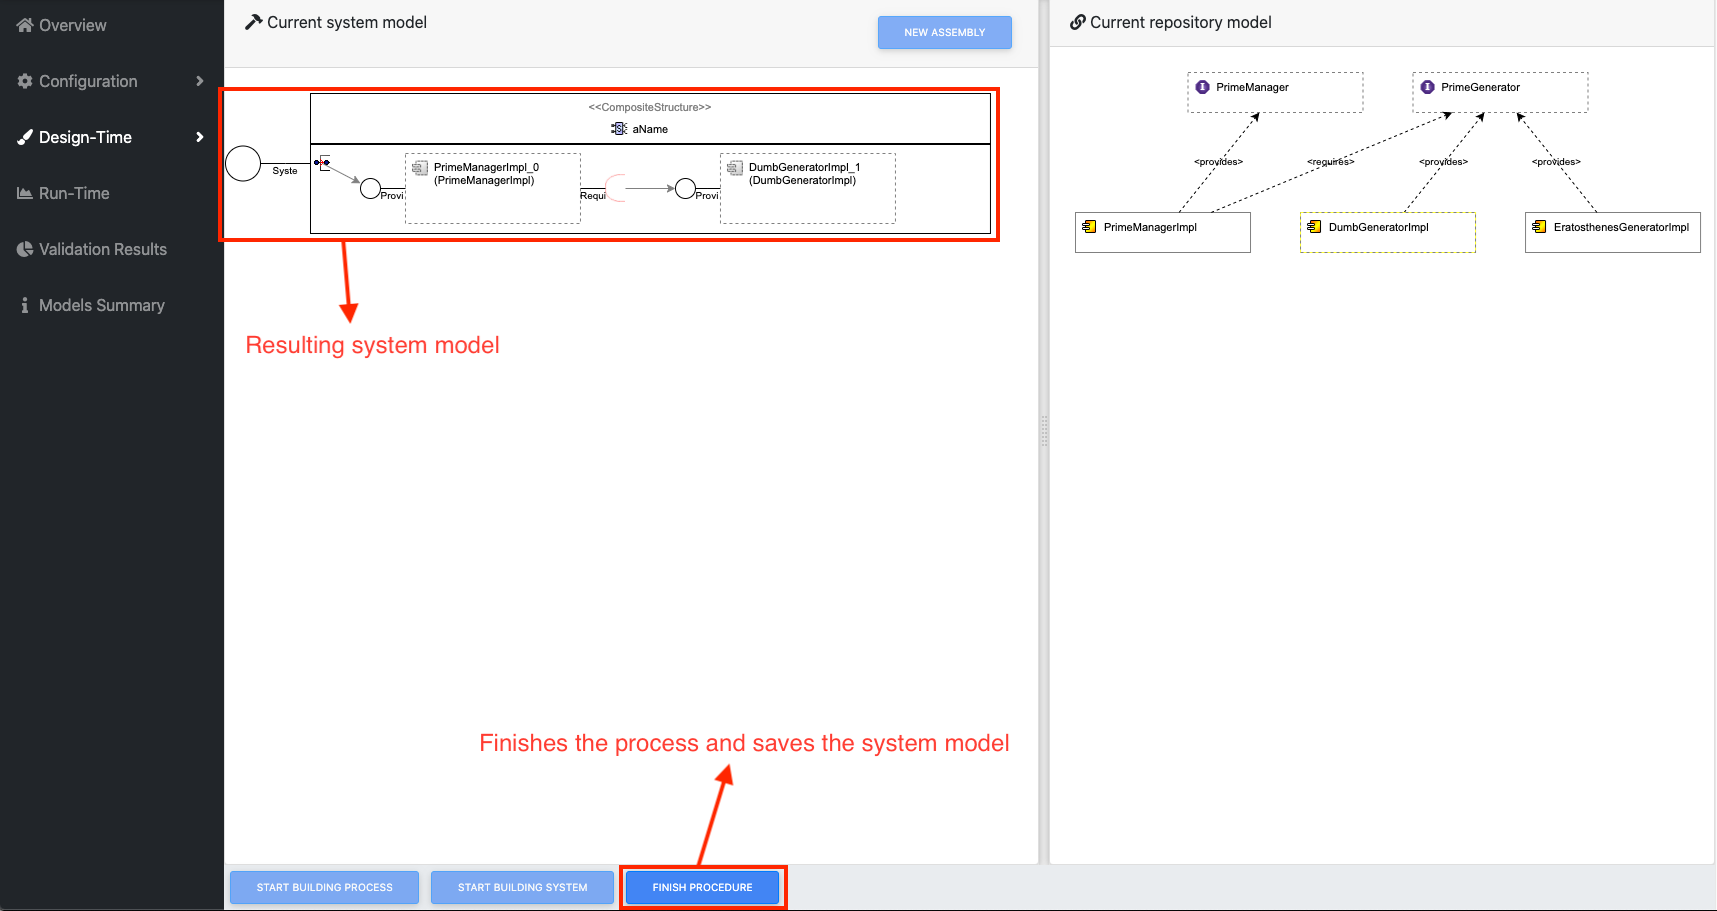 Overview
Configuration
Design-Time
Run-Time
Validation Results
Models Summary
Current system model
NEW ASSEMBLY
<<CompositeStructure>>
aName
Syste
Provi
PrimeManagerImpl_0
(PrimeManagerImpl)
Requi
Provi
DumbGeneratorImpl_1
(DumbGeneratorImpl)
Resulting system model
Finishes the process and saves the system model
START BUILDING PROCESS
START BUILDING SYSTEM
FINISH PROCEDURE
Current repository model
PrimeManager
PrimeGenerator
<provides>
<requires>
<provides>
<provides>
PrimeManagerImpl
DumbGeneratorImpl
EratosthenesGeneratorImpl